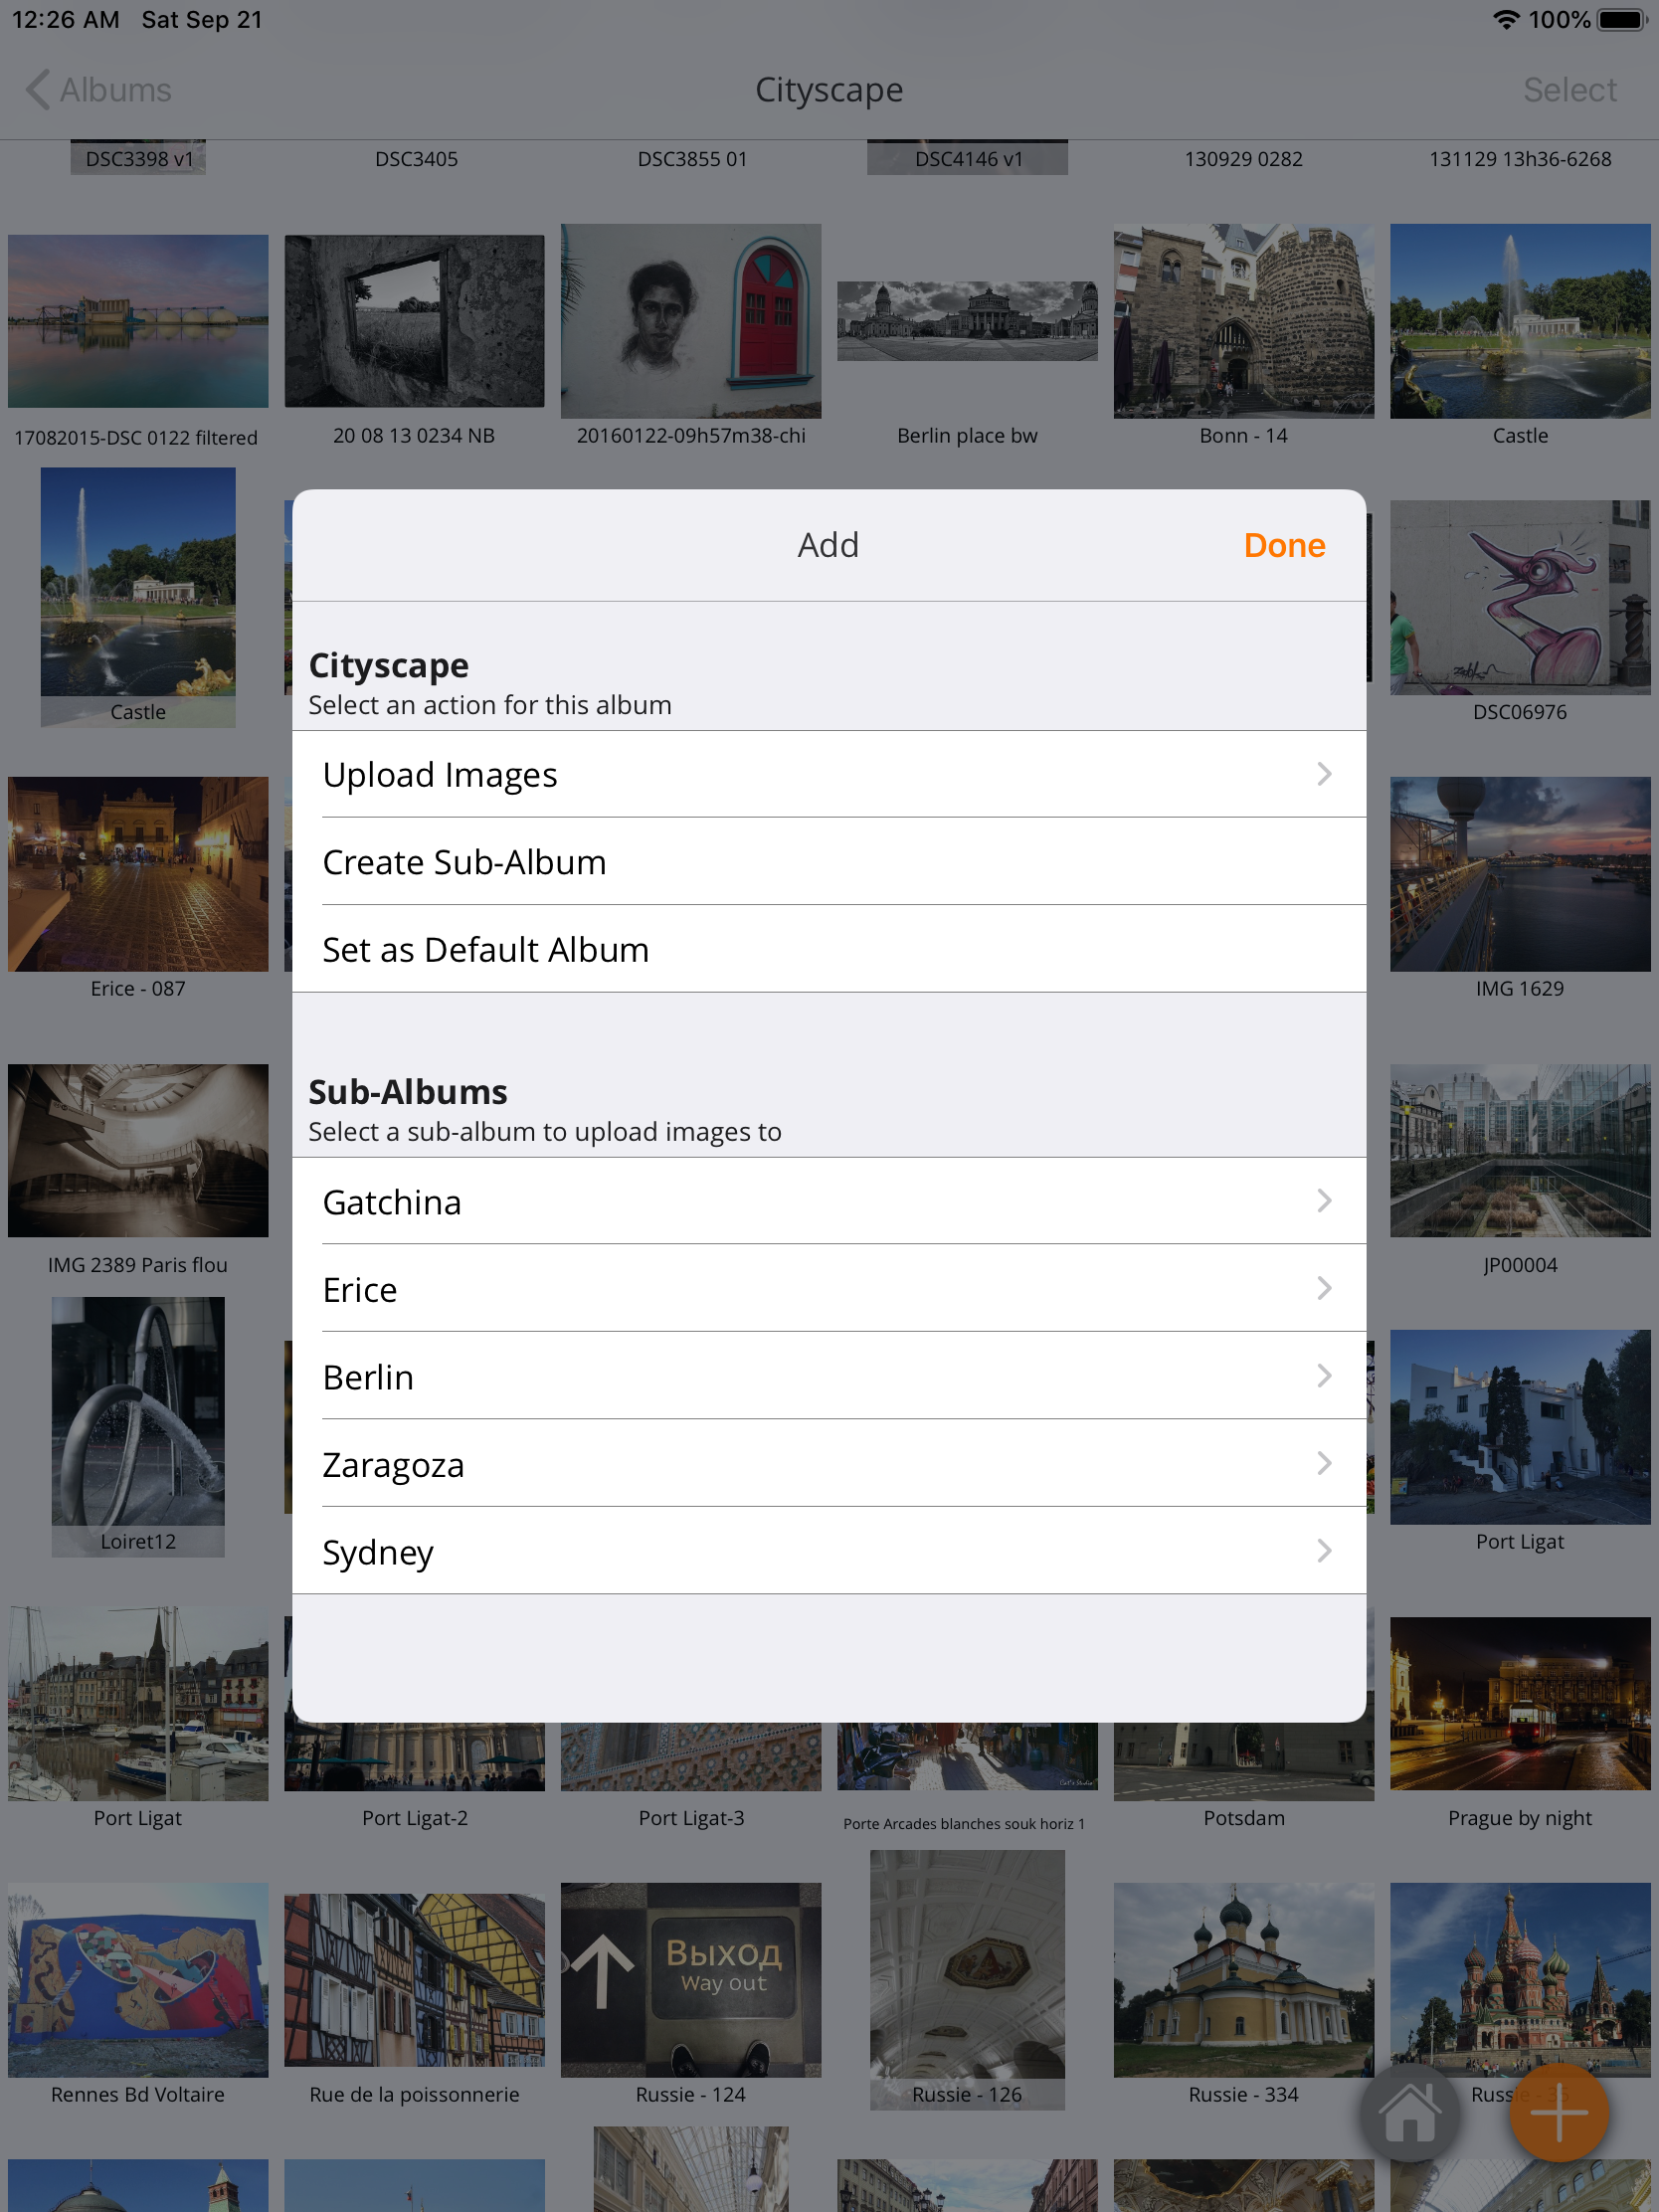 12:26 AM Sat Sep 21
100%
Albums
Cityscape
Select
DSC3398 v1
DSC3405
DSC3855 01
DSC4146 v1
130929 0282
131129 13h36-6268
17082015-DSC 0122 filtered
20 08 13 0234 NB
20160122-09h57m38-chi
Berlin place bw
Bonn - 14
Castle
Castle
DSC06976
Add
Done
Cityscape
Select an action for this album
Upload Images
Create Sub-Album
Set as Default Album
Sub-Albums
Select a sub-album to upload images to
Gatchina
Erice
Berlin
Zaragoza
Sydney
Erice - 087
IMG 1629
IMG 2389 Paris flou
JP00004
Loiret12
Port Ligat
Port Ligat
Port Ligat-2
Port Ligat-3
Porte Arcades blanches souk horiz 1
Potsdam
Prague by night
Выход
Way out
Rennes Bd Voltaire
Rue de la poissonnerie
Russie - 124
Russie - 126
Russie - 334